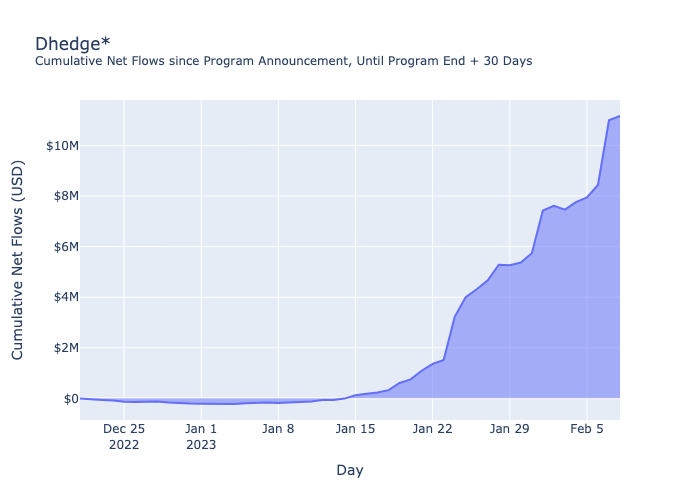 Dhedge*
Cumulative Net Flows since Program Announcement, Until Program End + 30 Days
Cumulative Net Flows (USD)
$10M
$8M
$6M
$4M
$2M
$0
Dec 25
2022
Jan 1
2023
Jan 8
Jan 15
Jan 22
Jan 29
Feb 5
Day